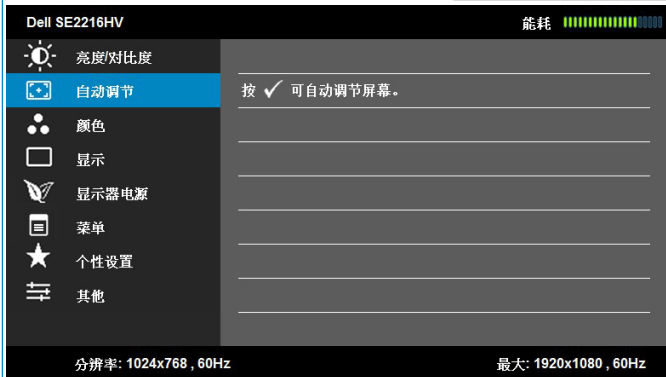 Dell SE2216HV 能耗
亮度/对比度
自动调节 按 ✓ 可自动调节屏幕。
颜色
显示
显示器电源
菜单
个性设置
其他
分辨率: 1024x768 , 60Hz 最大: 1920x1080 , 60Hz